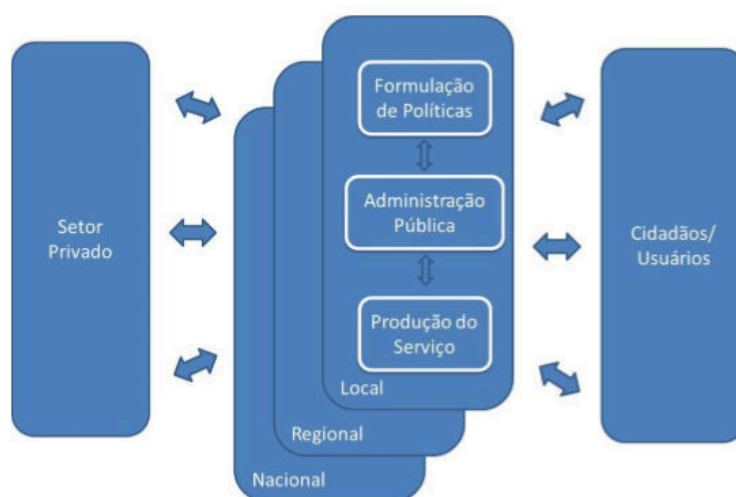 Setor
Privado
Formulação
de Políticas
Administração
Pública
Produção do
Serviço
Local
Regional
Nacional
Cidadãos/
Usuários